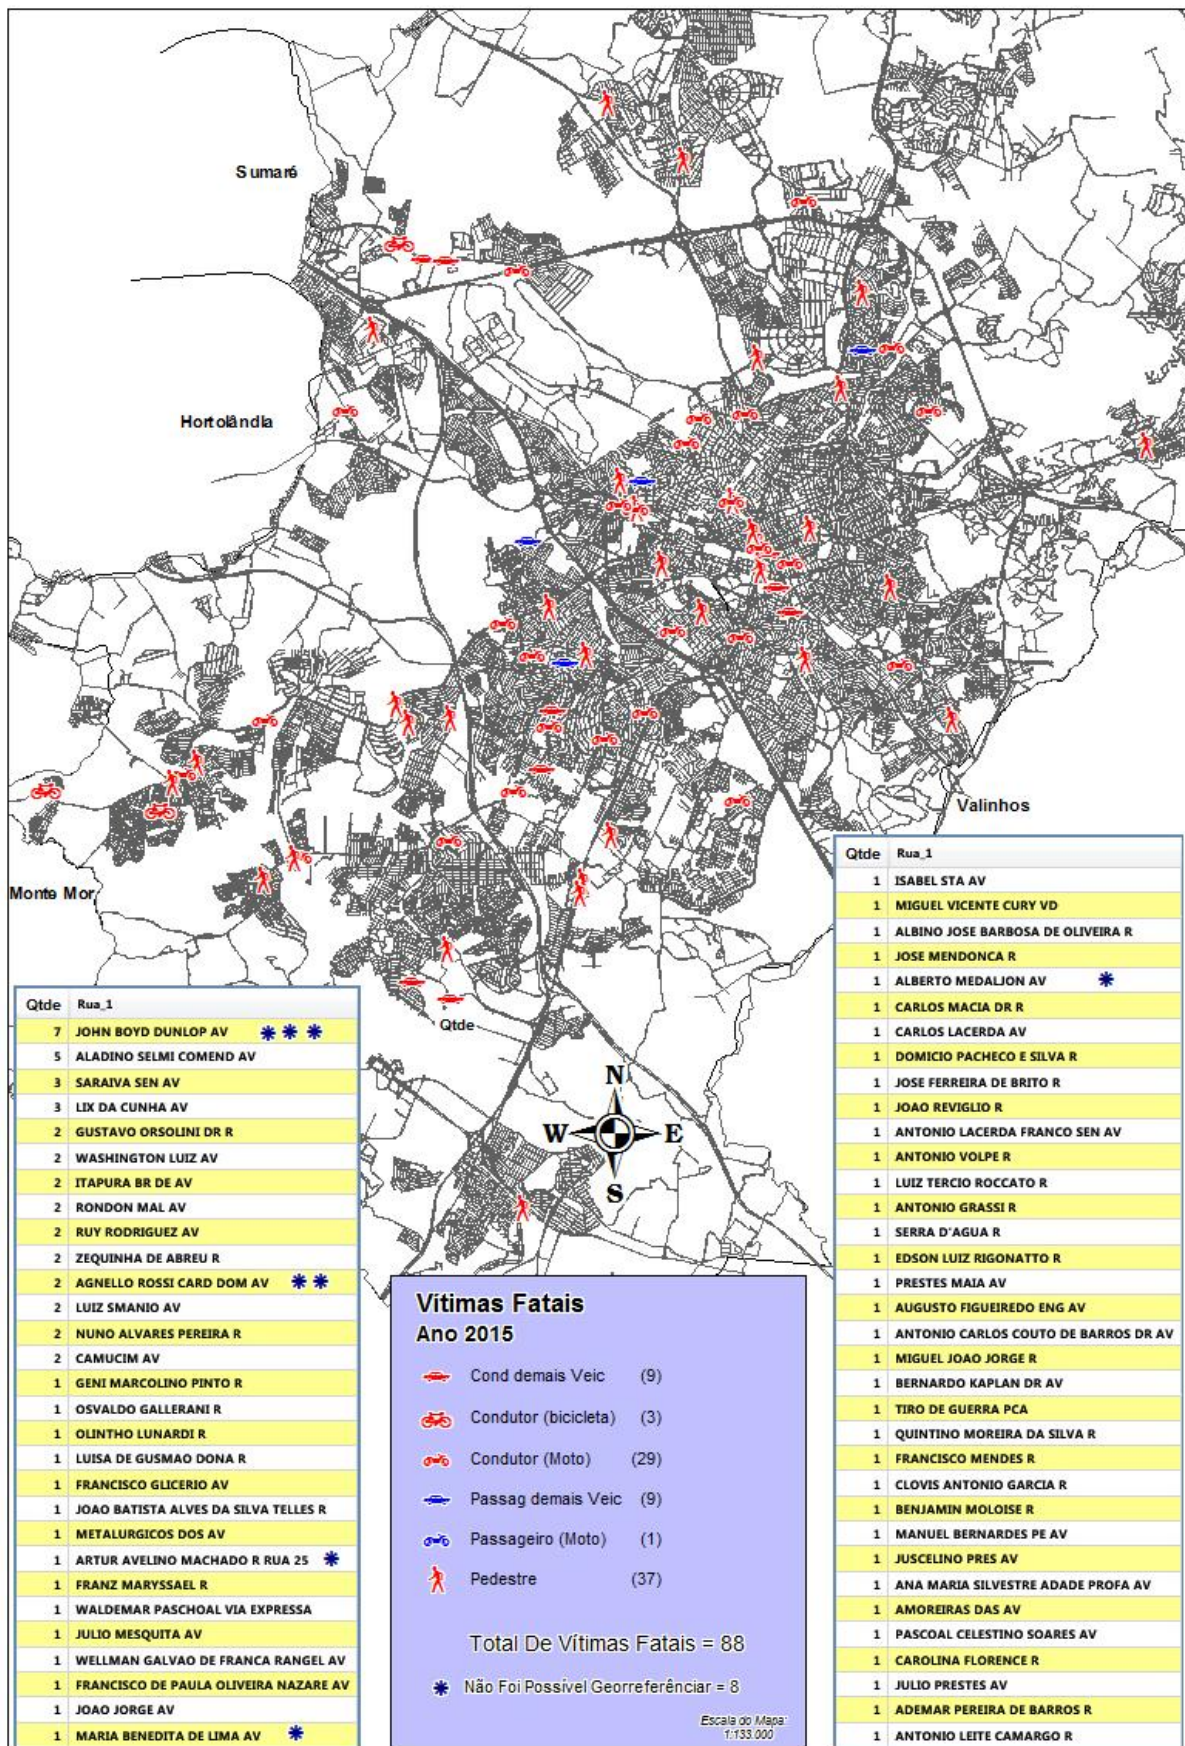 Sumaré
Hortolândia
Monte Mor
Valinhos
Qtde
N
W E
S
Qtde Rua_1
7 JOHN BOYD DUNLOP AV
5 ALADINO SELMI COMEND AV
3 SARAIVA SEN AV
3 LIX DA CUNHA AV
2 GUSTAVO ORSOLINI DR R
2 WASHINGTON LUIZ AV
2 ITAPURA BR DE AV
2 RONDON MAL AV
2 RUY RODRIGUEZ AV
2 ZEQUINHA DE ABREU R
2 AGNELLO ROSSI CARD DOM AV
2 LUIZ SMANIO AV
2 NUNO ALVARES PEREIRA R
2 CAMUCIM AV
1 GENI MARCOLINO PINTO R
1 OSVALDO GALLERANI R
1 OLINTHO LUNARDI R
1 LUISA DE GUSMAO DONA R
1 FRANCISCO GLICERIO AV
1 JOAO BATISTA ALVES DA SILVA TELLES R
1 METALURGICOS DOS AV
1 ARTUR AVELINO MACHADO R RUA 25
1 FRANZ MARYSSAEL R
1 WALDEMAR PASCHOAL VIA EXPRESSA
1 JULIO MESQUITA AV
1 WELLMAN GALVAO DE FRANCA RANGEL AV
1 FRANCISCO DE PAULA OLIVEIRA NAZARE AV
1 JOAO JORGE AV
1 MARIA BENEDITA DE LIMA AV
Vítimas Fatais
Ano 2015
Cond demais Veic (9)
Condutor (bicicleta) (3)
Condutor (Moto) (29)
Passag demais Veic (9)
Passageiro (Moto) (1)
Pedestre (37)
Total De Vítimas Fatais = 88
Não Foi Possível Georreferênciar = 8
Escala do Mapa:
1:133.000
Qtde Rua_1
1 ISABEL STA AV
1 MIGUEL VICENTE CURY VD
1 ALBINO JOSE BARBOSA DE OLIVEIRA R
1 JOSE MENDONCA R
1 ALBERTO MEDALJON AV
1 CARLOS MACIA DR R
1 CARLOS LACERDA AV
1 DOMICIO PACHECO E SILVA R
1 JOSE FERREIRA DE BRITO R
1 JOAO REVIGLIO R
1 ANTONIO LACERDA FRANCO SEN AV
1 ANTONIO VOLPE R
1 LUIZ TERCIO ROCCATO R
1 ANTONIO GRASSI R
1 SERRA D'AGUA R
1 EDSON LUIZ RIGONATTO R
1 PRESTES MAIA AV
1 AUGUSTO FIGUEIREDO ENG AV
1 ANTONIO CARLOS COUTO DE BARROS DR AV
1 MIGUEL JOAO JORGE R
1 BERNARDO KAPLAN DR AV
1 TIRO DE GUERRA PCA
1 QUINTINO MOREIRA DA SILVA R
1 FRANCISCO MENDES R
1 CLOVIS ANTONIO GARCIA R
1 BENJAMIN MOLOISE R
1 MANUEL BERNARDES PE AV
1 JUSCELINO PRES AV
1 ANA MARIA SILVESTRE ADADE PROFA AV
1 AMOREIRAS DAS AV
1 PASCOAL CELESTINO SOARES AV
1 CAROLINA FLORENCE R
1 JULIO PRESTES AV
1 ADEMAR PEREIRA DE BARROS R
1 ANTONIO LEITE CAMARGO R